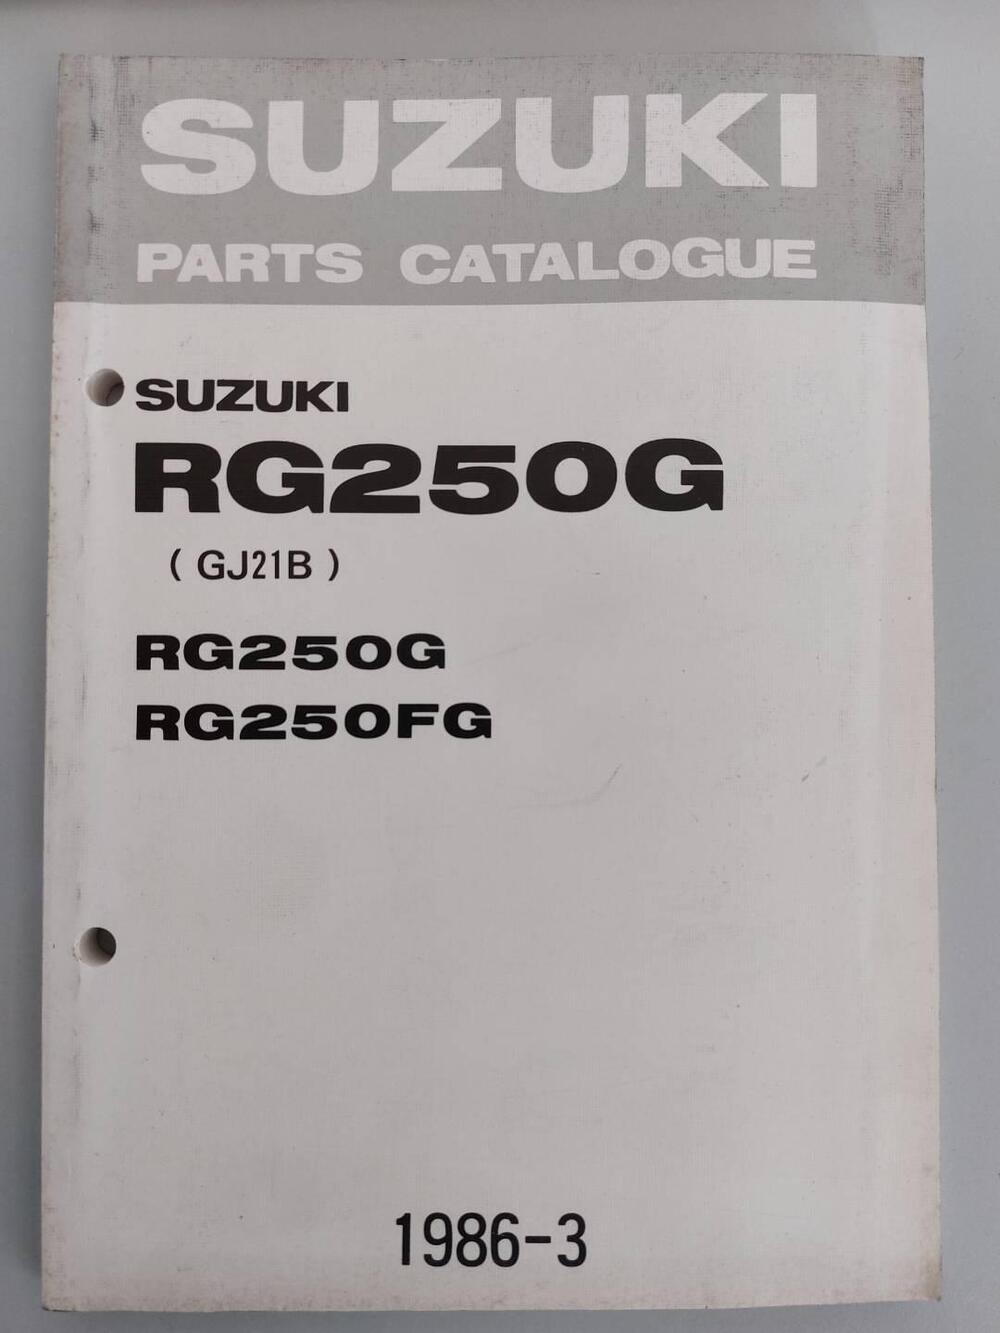 SUZUKI
PARTS CATALOGUE
SUZUKI
RG250G
( GJ21B )
RG250G
RG250FG
1986-3